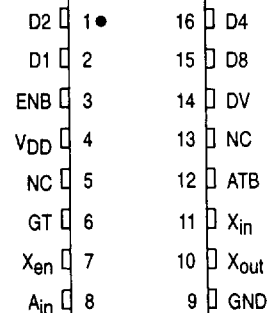 D2 1 16 D4
D1 2 15 D8
ENB 3 14 DV
VDD 4 13 NC
NC 5 12 ATB
GT 6 11 Xin
Xen 7 10 Xout
Ain 8 9 GND